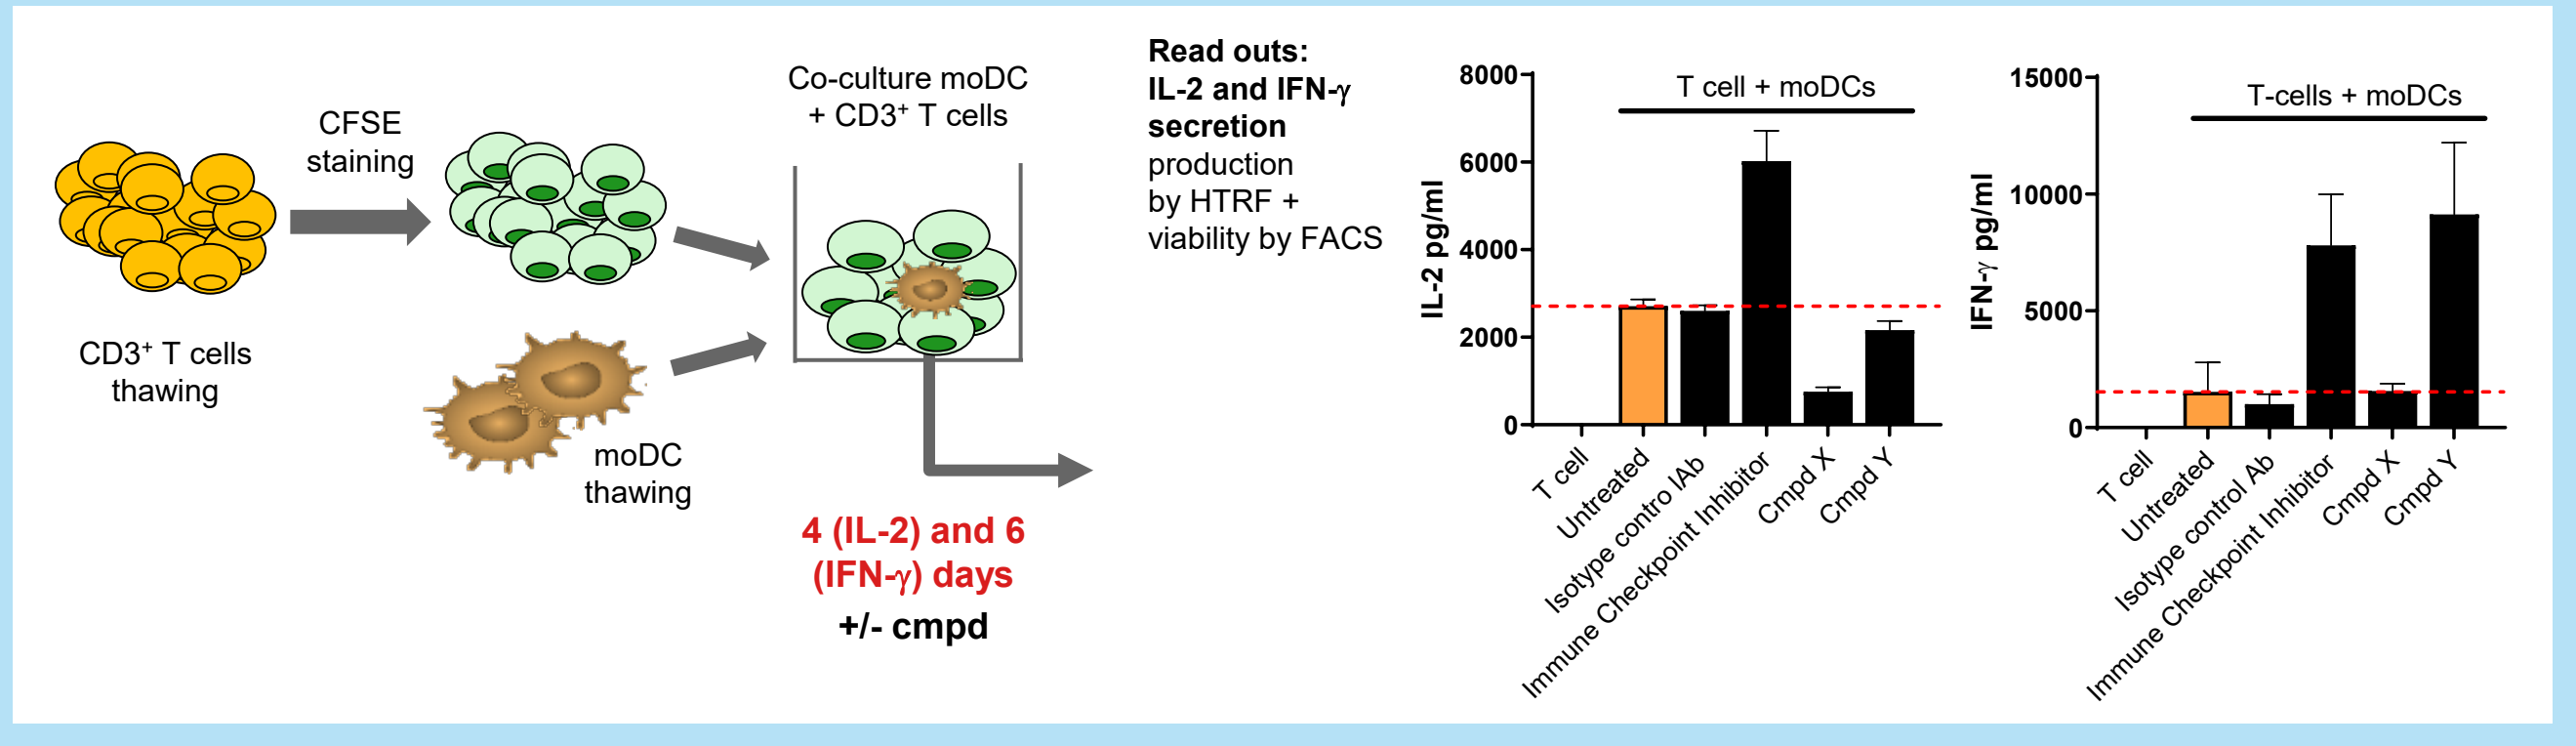 CD3⁺ T cells
thawing
CFSE
staining
moDC
thawing
Co-culture moDC
+ CD3⁺ T cells
4 (IL-2) and 6
(IFN-γ) days
+/- cmpd
Read outs:
IL-2 and IFN-γ
secretion
production
by HTRF +
viability by FACS
IL-2 pg/ml
8000
6000
4000
2000
0
T cell + moDCs
T cell
Untreated
Isotype contro lAb
Immune Checkpoint Inhibitor
Cmpd X
Cmpd Y
IFN-γ pg/ml
15000
10000
5000
0
T-cells + moDCs
T cell
Untreated
Isotype control Ab
Immune Checkpoint Inhibitor
Cmpd X
Cmpd Y